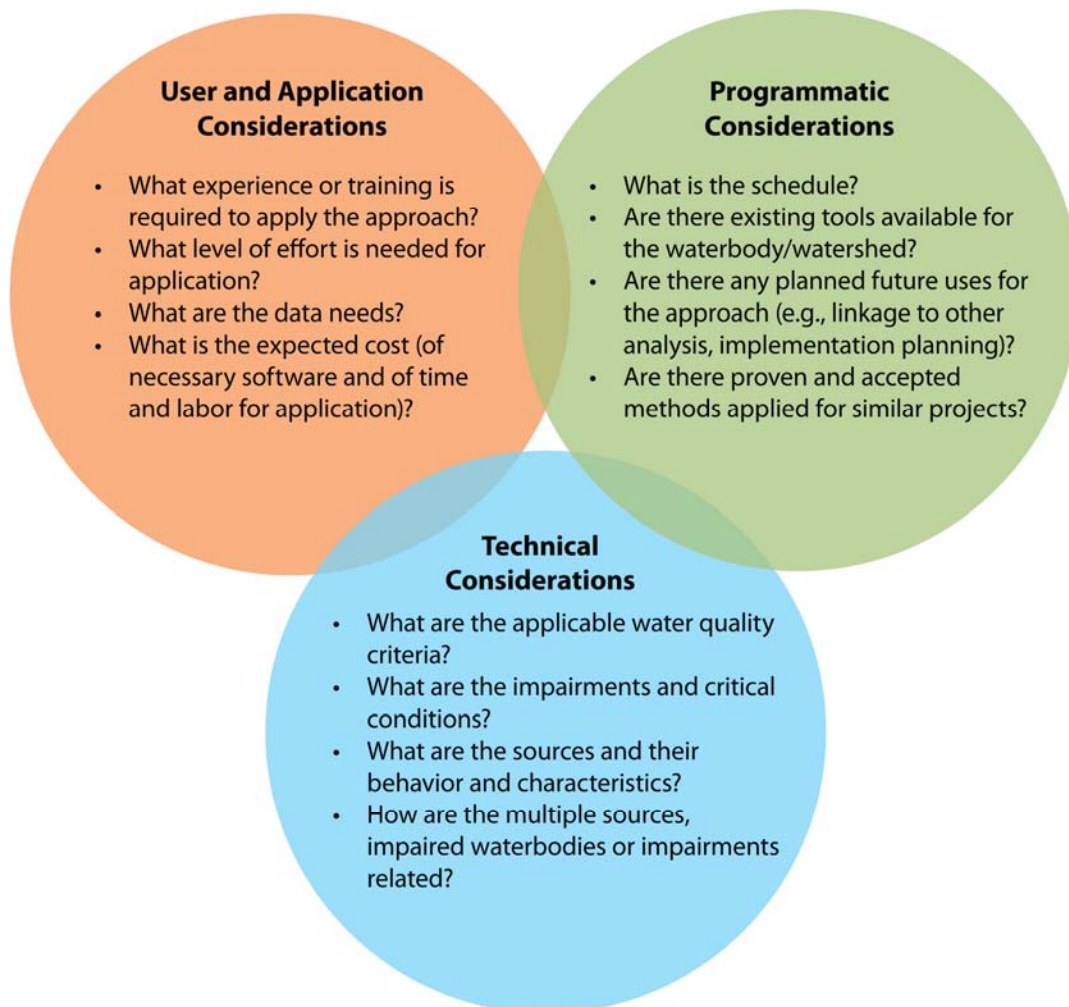 User and Application
Considerations
• What experience or training is
required to apply the approach?
• What level of effort is needed for
application?
• What are the data needs?
• What is the expected cost (of
necessary software and of time
and labor for application)?
Programmatic
Considerations
• What is the schedule?
• Are there existing tools available for
the waterbody/watershed?
• Are there any planned future uses for
the approach (e.g., linkage to other
analysis, implementation planning)?
• Are there proven and accepted
methods applied for similar projects?
Technical
Considerations
• What are the applicable water quality
criteria?
• What are the impairments and critical
conditions?
• What are the sources and their
behavior and characteristics?
• How are the multiple sources,
impaired waterbodies or impairments
related?